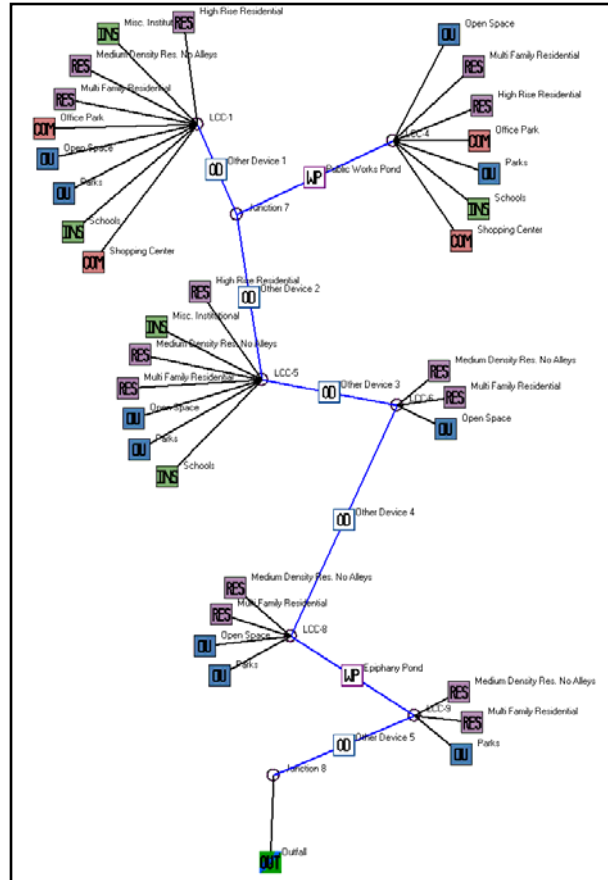 High Rise Residential
RES
Misc. Institut
INS
Open Space
OU
Medium Density Res. No Alleys
RES
Multi Family Residential
RES
Multi Family Residential
RES
High Rise Residential
RES
Office Park
COM
LCC-1
LCC-4
Office Park
COM
Open Space
OU
Other Device 1
OD
Public Works Pond
WP
Parks
OU
Parks
OU
Schools
INS
Schools
INS
Junction 7
Shopping Center
COM
Shopping Center
COM
High Rise Residential
RES
Other Device 2
OD
Misc. Institutional
INS
Medium Density Res. No Alleys
RES
Multi Family Residential
RES
LCC-5
Other Device 3
OD
Medium Density Res. No Alleys
RES
Multi Family Residential
RES
LCC-6
Open Space
OU
Open Space
OU
Parks
OU
Schools
INS
Other Device 4
OD
Medium Density Res. No Alleys
RES
Multi Family Residential
RES
LCC-8
Open Space
OU
Parks
OU
Epiphany Pond
WP
Medium Density Res. No Alleys
RES
LCC-9
Multi Family Residential
RES
Other Device 5
OD
Parks
OU
Junction 8
Outfall
OUT